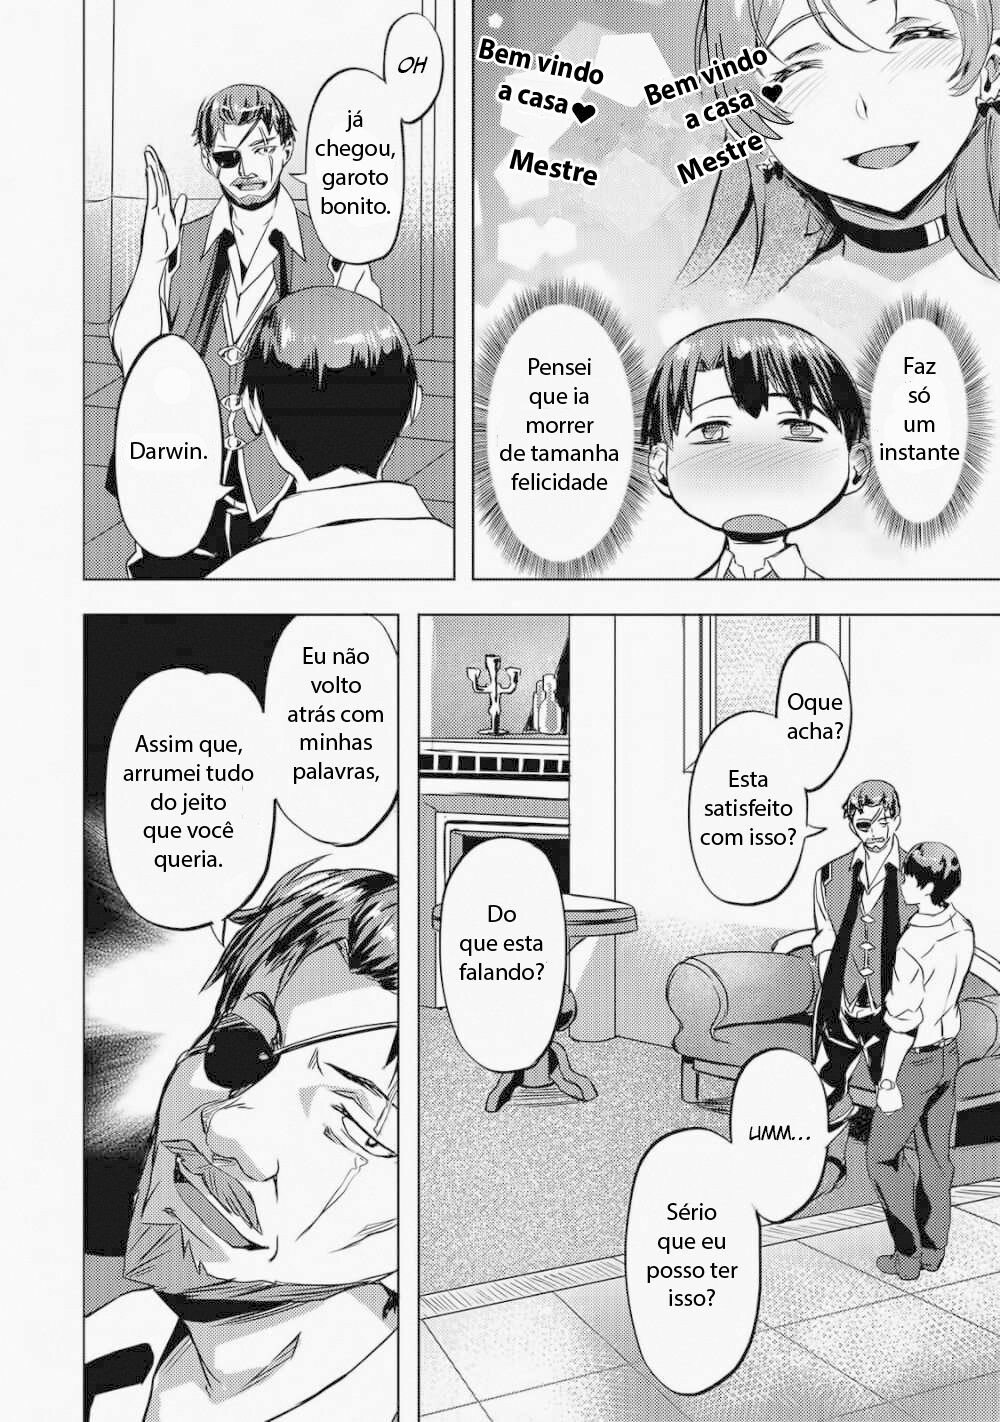 Bem vindo
a casa♥
Mestre
Bem vindo
a casa♥
Mestre
Faz
só
um
instante
Pensei
que ia
morrer
de tamanha
felicidade
OH
já
chegou,
garoto
bonito.
Darwin.
Oque
acha?
Esta
satisfeito
com isso?
Do
que esta
falando?
UMM...
Sério
que eu
posso ter
isso?
Eu não
volto
atrás com
minhas
palavras,
Assim que,
arrumei tudo
do jeito
que você
queria.